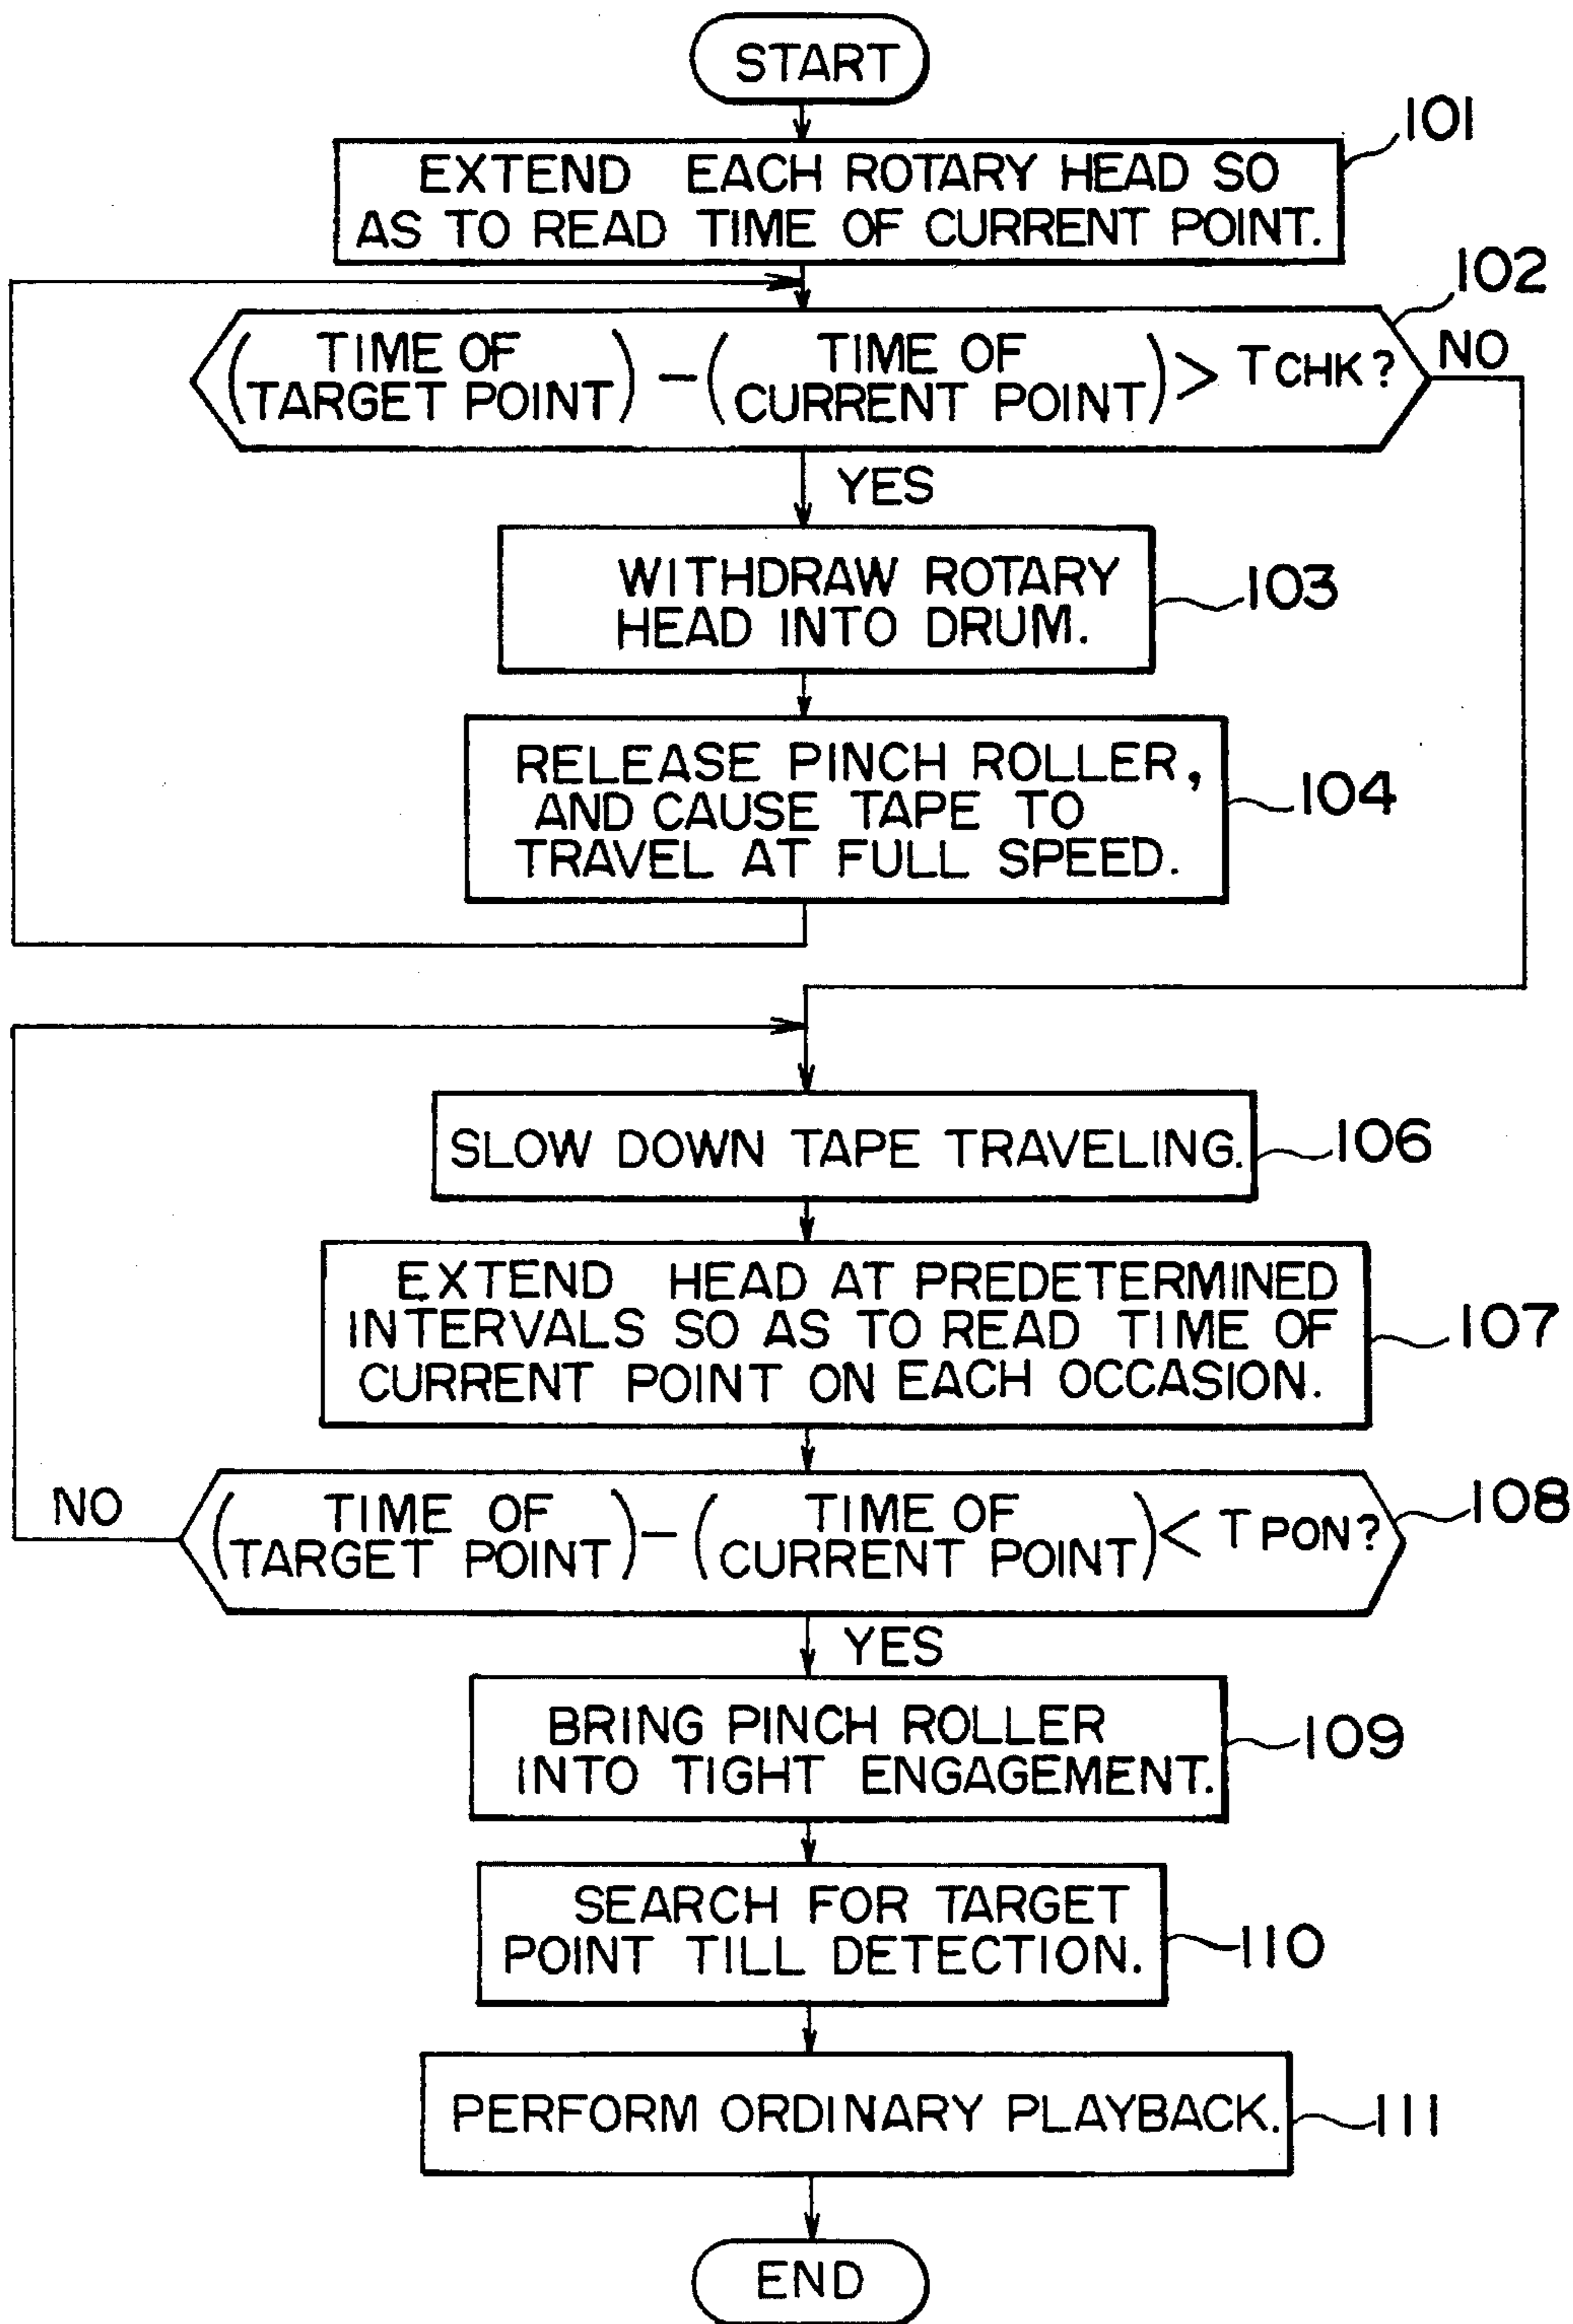 START
101
EXTEND EACH ROTARY HEAD SO
AS TO READ TIME OF CURRENT POINT.
102
(TIME OF TARGET POINT) - (TIME OF CURRENT POINT) > TCHK?
NO
YES
WITHDRAW ROTARY
HEAD INTO DRUM.
103
RELEASE PINCH ROLLER,
AND CAUSE TAPE TO
TRAVEL AT FULL SPEED.
104
SLOW DOWN TAPE TRAVELING.
106
EXTEND HEAD AT PREDETERMINED
INTERVALS SO AS TO READ TIME OF
CURRENT POINT ON EACH OCCASION.
107
NO
(TIME OF TARGET POINT) - (TIME OF CURRENT POINT) < TPON?
108
YES
BRING PINCH ROLLER
INTO TIGHT ENGAGEMENT.
109
SEARCH FOR TARGET
POINT TILL DETECTION.
110
PERFORM ORDINARY PLAYBACK.
111
END